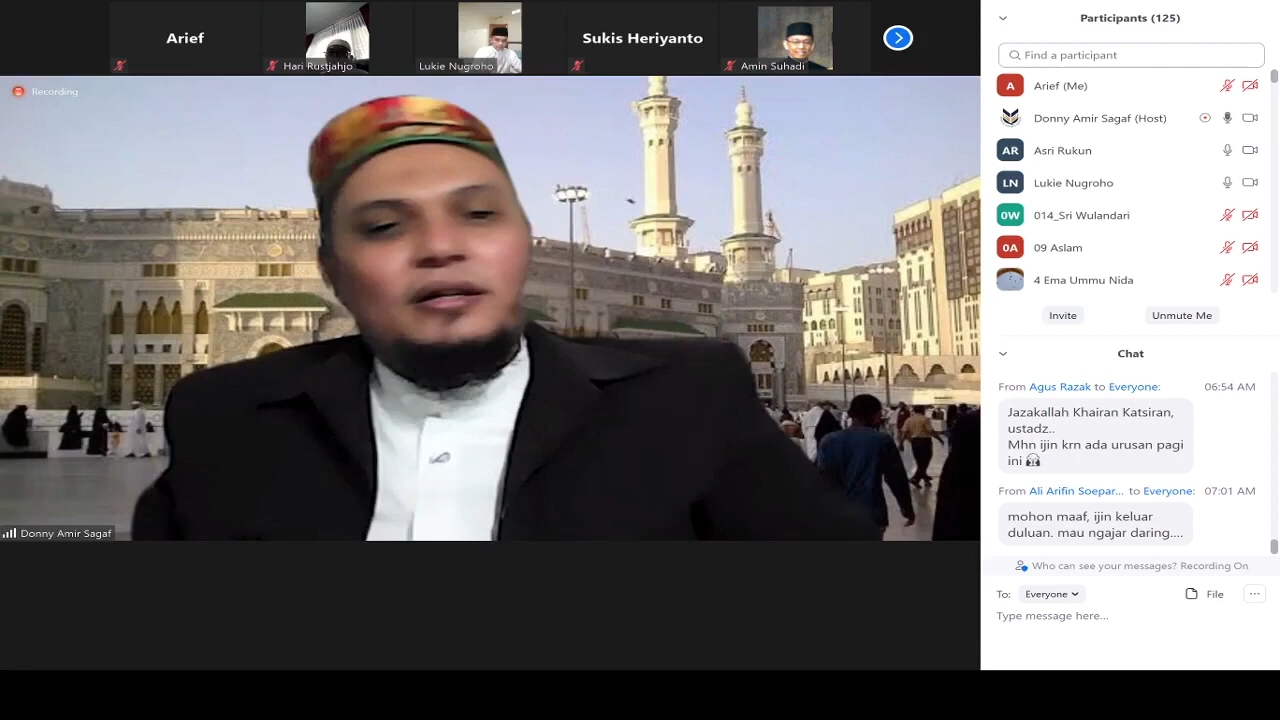 Arief
Hari Rustjahjo
Lukie Nugroho
Sukis Heriyanto
Amin Suhadi
Recording
Donny Amir Sagaf
Participants (125)
Find a participant
A Arief (Me)
Donny Amir Sagaf (Host)
AR Asri Rukun
LN Lukie Nugroho
0W 014_Sri Wulandari
0A 09 Aslam
4 Ema Ummu Nida
Invite Unmute Me
Chat
From Agus Razak to Everyone: 06:54 AM
Jazakallah Khairan Katsiran,
ustadz..
Mhn ijin krn ada urusan pagi
ini
From Ali Arifin Soepar... to Everyone: 07:01 AM
mohon maaf, ijin keluar
duluan. mau ngajar daring....
Who can see your messages? Recording On
To: Everyone File
Type message here...